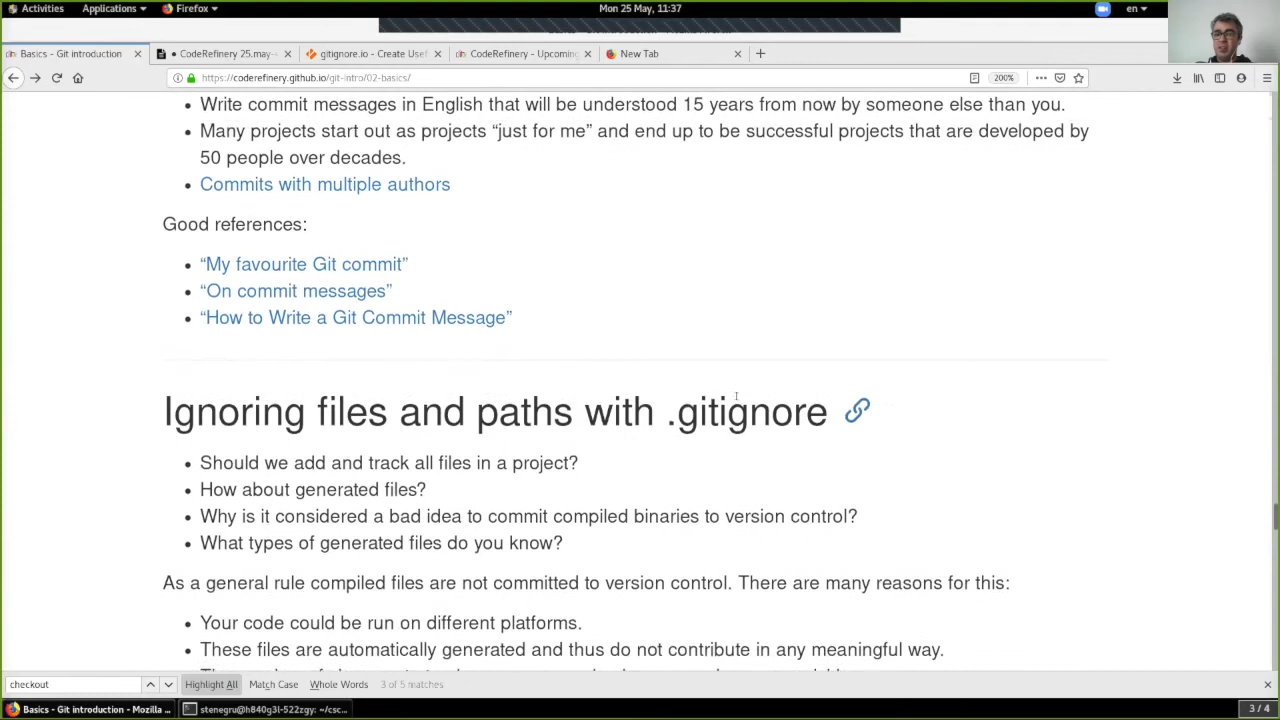 Activities Applications Firefox Mon 25 May, 11:37 en
Basics - Git introduction • CodeRefinery 25.may- gitignore.io - Create Usef CodeRefinery - Upcoming New Tab
https://coderefinery.github.io/git-intro/02-basics/ 200%
Write commit messages in English that will be understood 15 years from now by someone else than you.
Many projects start out as projects “just for me” and end up to be successful projects that are developed by
50 people over decades.
Commits with multiple authors
Good references:
“My favourite Git commit”
“On commit messages”
“How to Write a Git Commit Message”
Ignoring files and paths with .gitignore
Should we add and track all files in a project?
How about generated files?
Why is it considered a bad idea to commit compiled binaries to version control?
What types of generated files do you know?
As a general rule compiled files are not committed to version control. There are many reasons for this:
Your code could be run on different platforms.
These files are automatically generated and thus do not contribute in any meaningful way.
checkout Highlight All Match Case Whole Words 3 of 5 matches
Basics - Git introduction - Mozilla ... stenegru@h840g3l-522zgy: ~/csc... 3 / 4